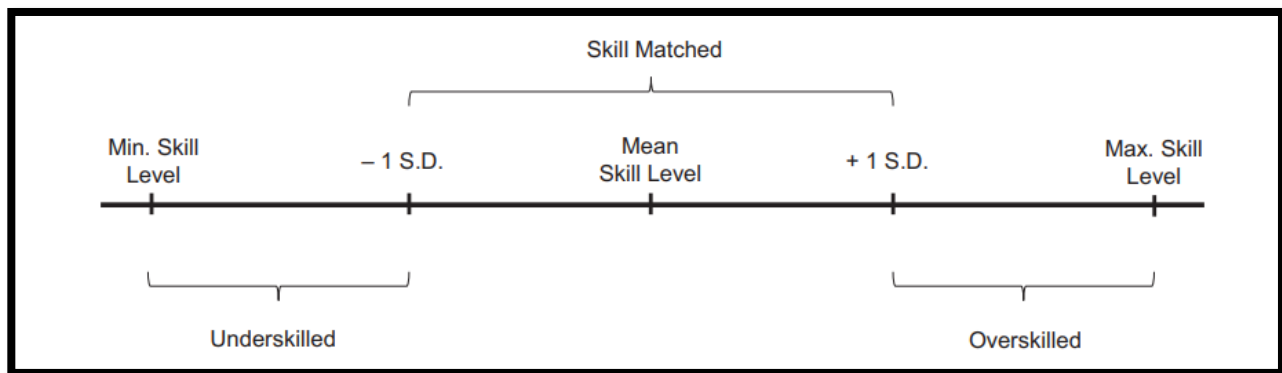 Skill Matched
Min. Skill
Level
– 1 S.D.
Mean
Skill Level
+ 1 S.D.
Max. Skill
Level
Underskilled
Overskilled